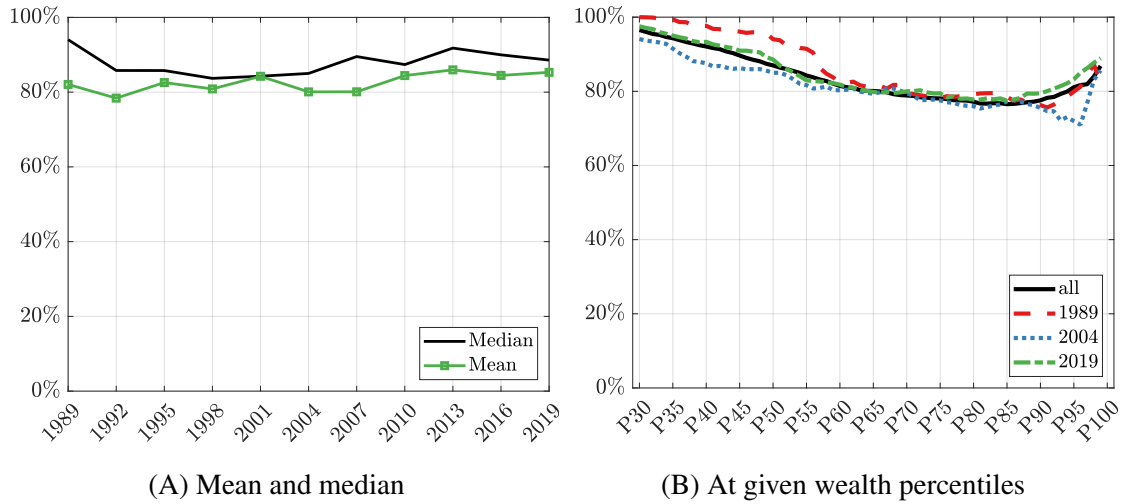 100%
80%
60%
40%
20%
0%
1989
1992
1995
1998
2001
2004
2007
2010
2013
2016
2019
Median
Mean
(A) Mean and median
100%
80%
60%
40%
20%
0%
P30
P35
P40
P45
P50
P55
P60
P65
P70
P75
P80
P85
P90
P95
P100
all
1989
2004
2019
(B) At given wealth percentiles